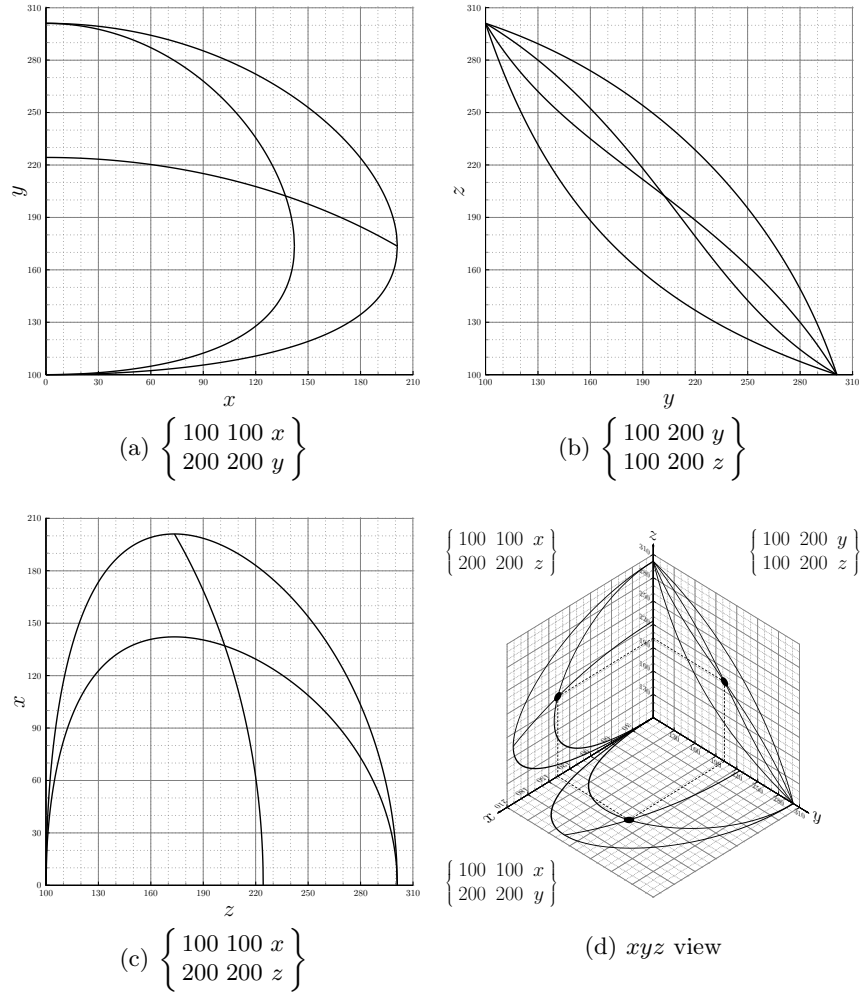 310
280
250
220
190
160
130
100
y
0 30 60 90 120 150 180 210
x
(a) { 100 100 x
200 200 y }
310
280
250
220
190
160
130
100
z
100 130 160 190 220 250 280 310
y
(b) { 100 200 y
100 200 z }
210
180
150
120
90
60
30
0
x
100 130 160 190 220 250 280 310
z
(c) { 100 100 x
200 200 z }
{ 100 100 x
200 200 z }
z
{ 100 200 y
100 200 z }
x
y
{ 100 100 x
200 200 y }
(d) xyz view